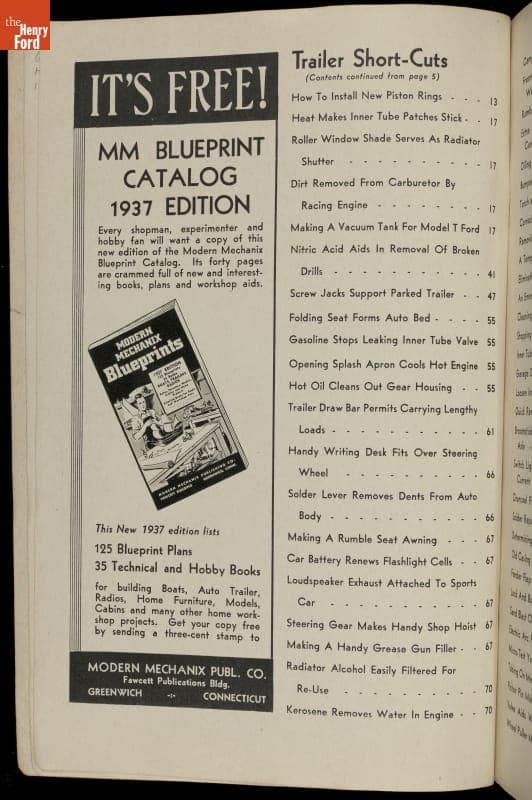 the
Henry
Ford
IT'S FREE!
MM BLUEPRINT
CATALOG
1937 EDITION
Every shopman, experimenter and
hobby fan will want a copy of this
new edition of the Modern Mechanix
Blueprint Catalog. Its forty pages
are crammed full of new and interest-
ing books, plans and workshop aids.
MODERN
MECHANIX
Blueprints
1937 EDITION
MODERN MECHANIX PUBLISHING CO.
This New 1937 edition lists
125 Blueprint Plans
35 Technical and Hobby Books
for building Boats, Auto Trailer,
Radios, Home Furniture, Models,
Cabins and many other home work-
shop projects. Get your copy free
by sending a three-cent stamp to
MODERN MECHANIX PUBL. CO.
Fawcett Publications Bldg.
GREENWICH -:- CONNECTICUT
Trailer Short-Cuts
(Contents continued from page 5)
How To Install New Piston Rings - - - 13
Heat Makes Inner Tube Patches Stick - - 17
Roller Window Shade Serves As Radiator
Shutter - - - - - - - - - - 17
Dirt Removed From Carburetor By
Racing Engine - - - - - - - - 17
Making A Vacuum Tank For Model T Ford 17
Nitric Acid Aids In Removal Of Broken
Drills - - - - - - - - - - - 41
Screw Jacks Support Parked Trailer - - 47
Folding Seat Forms Auto Bed - - - - 55
Gasoline Stops Leaking Inner Tube Valve 55
Opening Splash Apron Cools Hot Engine 55
Hot Oil Cleans Out Gear Housing - - 55
Trailer Draw Bar Permits Carrying Lengthy
Loads - - - - - - - - - - - 61
Handy Writing Desk Fits Over Steering
Wheel - - - - - - - - - - 66
Solder Lever Removes Dents From Auto
Body - - - - - - - - - - - 66
Making A Rumble Seat Awning - - - 67
Car Battery Renews Flashlight Cells - - 67
Loudspeaker Exhaust Attached To Sports
Car - - - - - - - - - - - 67
Steering Gear Makes Handy Shop Hoist 67
Making A Handy Grease Gun Filler - - 67
Radiator Alcohol Easily Filtered For
Re-Use - - - - - - - - - - 70
Kerosene Removes Water In Engine - - 70